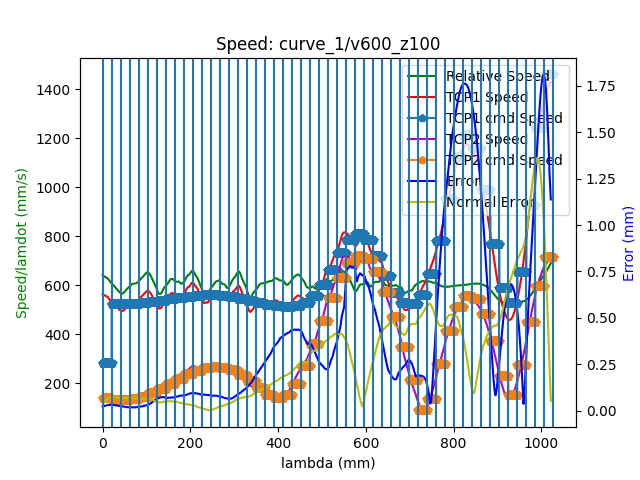 Speed: curve_1/v600_z100
Relative Speed
TCP1 Speed
TCP1 cmd Speed
TCP2 Speed
TCP2 cmd Speed
Error
Normal Error
Speed/lamdot (mm/s)
1400
1200
1000
800
600
400
200
1.75
1.50
1.25
1.00
0.75
0.50
0.25
0.00
Error (mm)
0 200 400 600 800 1000
lambda (mm)